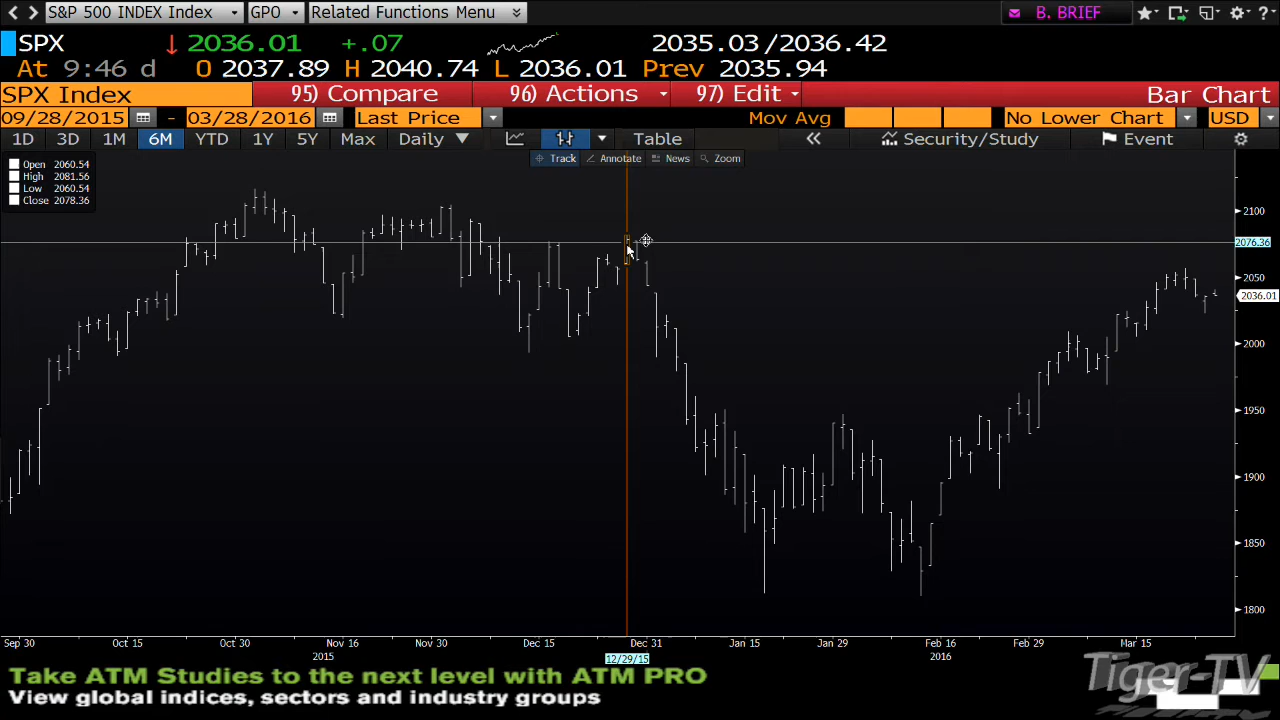 S&P 500 INDEX Index GPO Related Functions Menu B. BRIEF ?
SPX 2036.01 +.07 2035.03/2036.42
At 9:46 d O 2037.89 H 2040.74 L 2036.01 Prev 2035.94
SPX Index 95) Compare 96) Actions 97) Edit Bar Chart
09/28/2015 - 03/28/2016 Last Price Mov Avg No Lower Chart USD
1D 3D 1M 6M YTD 1Y 5Y Max Daily Table « Security/Study Event
Track Annotate News Zoom
Open 2060.54
High 2081.56
Low 2060.54
Close 2078.36
2100
2076.36
2050
2036.01
2000
1950
1900
1850
1800
Sep 30 Oct 15 Oct 30 Nov 16 Nov 30 Dec 15 Dec 31 Jan 15 Jan 29 Feb 16 Feb 29 Mar 15
2015 12/29/15 2016
Take ATM Studies to the next level with ATM PRO
View global indices, sectors and industry groups
Tiger-TV